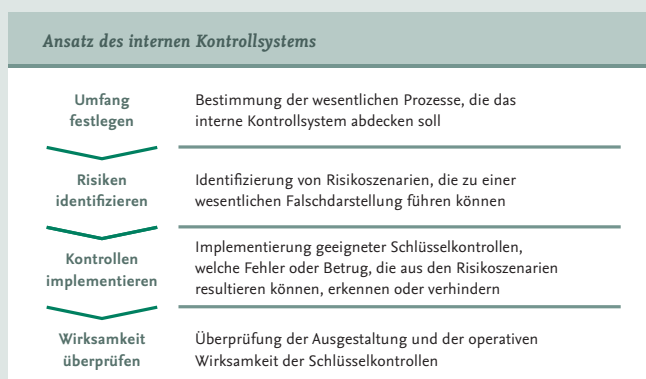 Ansatz des internen Kontrollsystems
Umfang
festlegen
Bestimmung der wesentlichen Prozesse, die das
interne Kontrollsystem abdecken soll
Risiken
identifizieren
Identifizierung von Risikoszenarien, die zu einer
wesentlichen Falschdarstellung führen können
Kontrollen
implementieren
Implementierung geeigneter Schlüsselkontrollen,
welche Fehler oder Betrug, die aus den Risikoszenarien
resultieren können, erkennen oder verhindern
Wirksamkeit
überprüfen
Überprüfung der Ausgestaltung und der operativen
Wirksamkeit der Schlüsselkontrollen